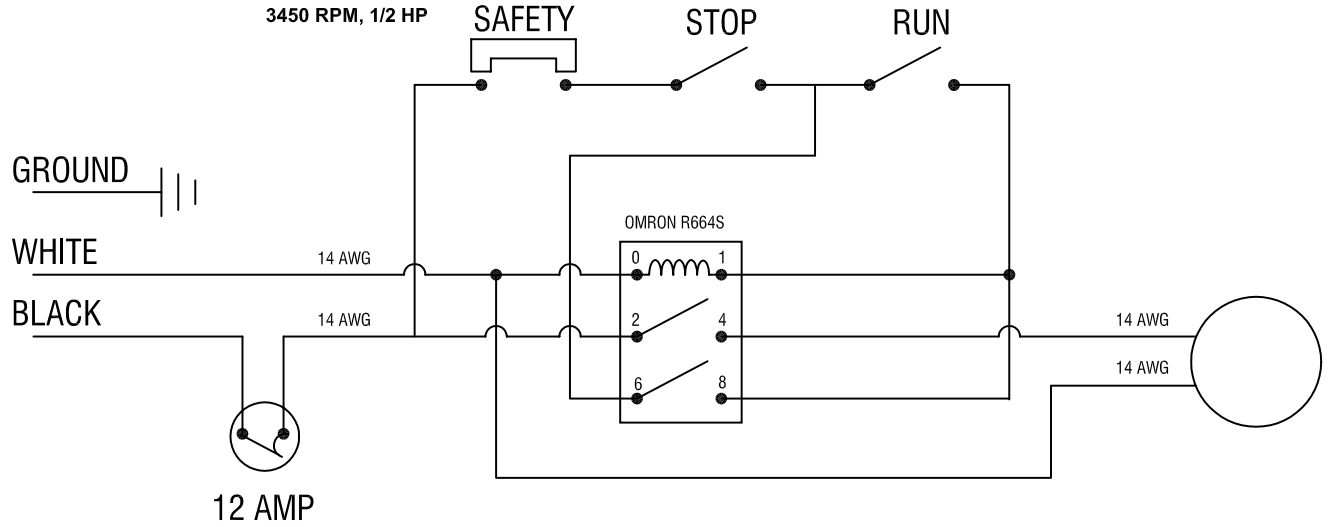 3450 RPM, 1/2 HP
SAFETY
STOP
RUN
GROUND
OMRON R664S
WHITE
14 AWG
0
1
BLACK
14 AWG
2
4
14 AWG
14 AWG
6
8
12 AMP